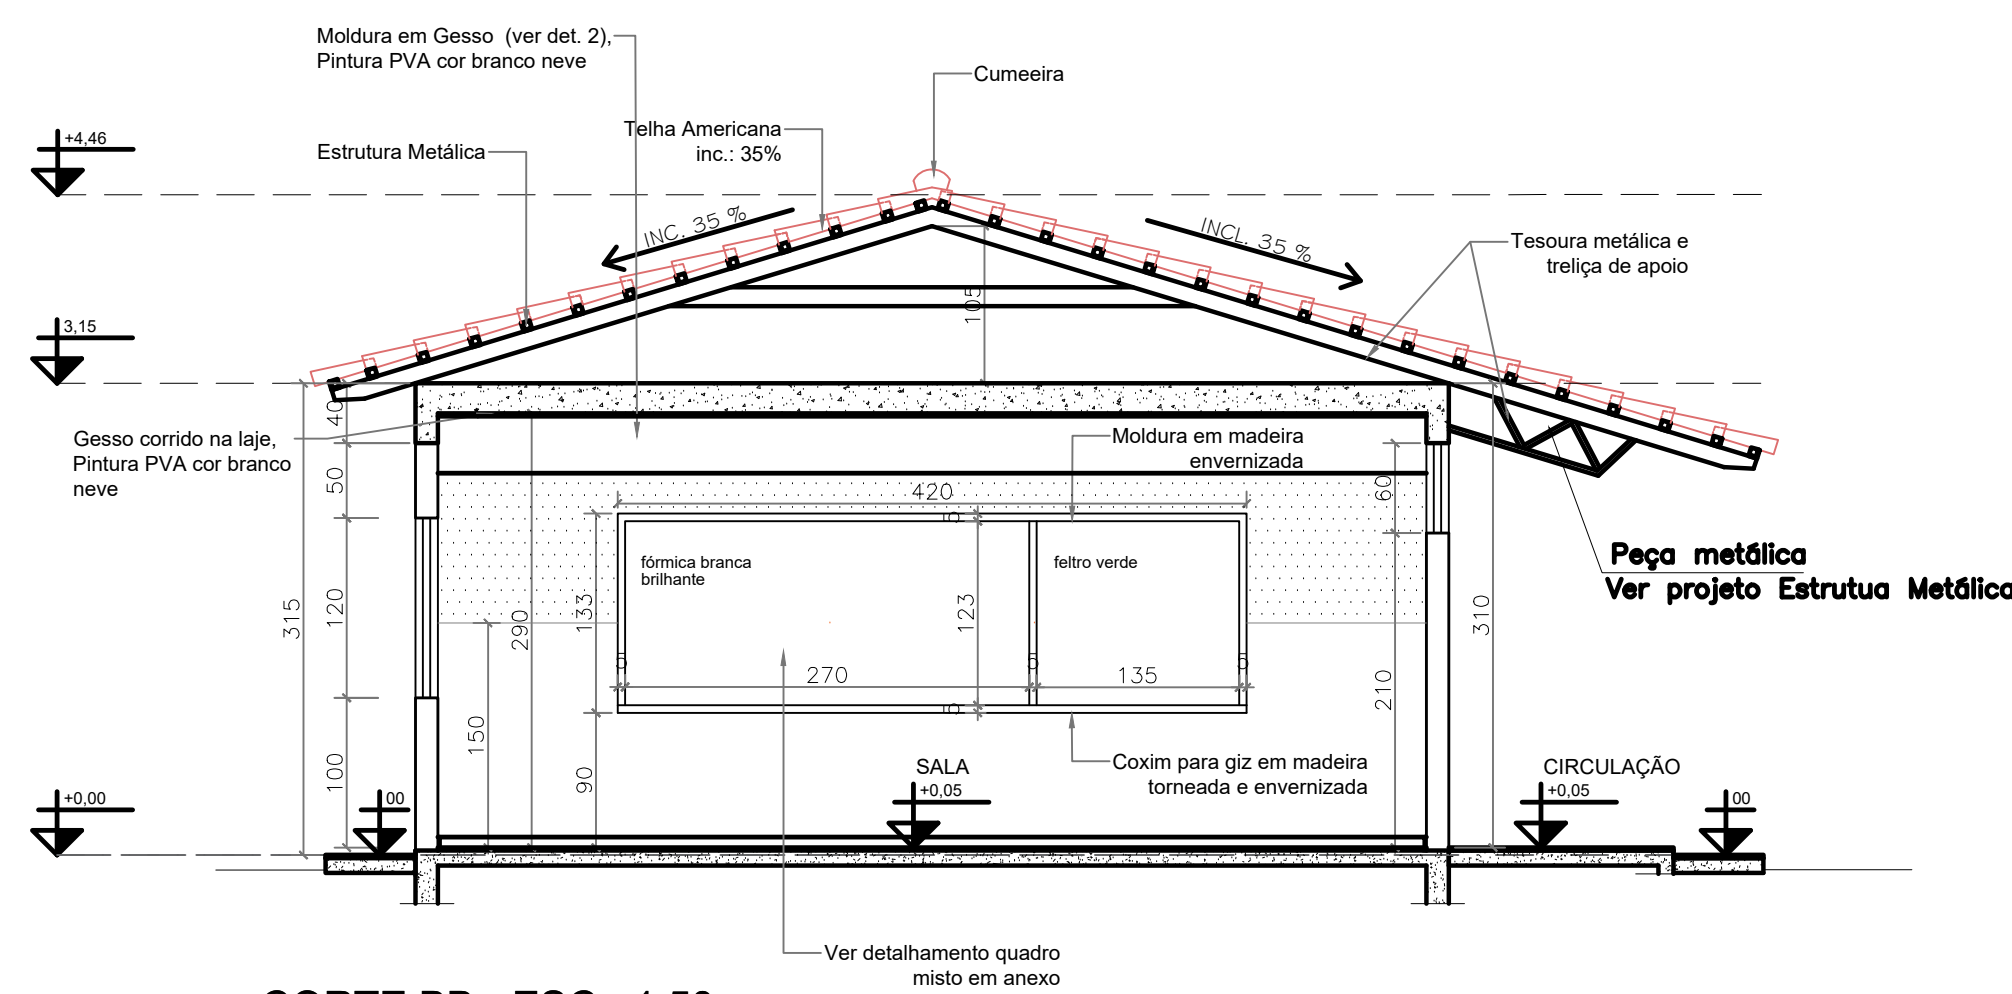 Moldura em Gesso (ver det. 2),
Pintura PVA cor branco neve
Cumeeira
Telha Americana
inc.: 35%
Estrutura Metálica
+4,46
INC. 35 %
INCL. 35 %
Tesoura metálica e
treliça de apoio
105
3,15
40
Gesso corrido na laje,
Pintura PVA cor branco
neve
Moldura em madeira
envernizada
50
60
420
5
fórmica branca
brilhante
feltro verde
Peça metálica
Ver projeto Estrutua Metálica
315
120
290
133
123
310
5
5
5
270
135
210
150
5
100
90
SALA
+0,05
Coxim para giz em madeira
torneada e envernizada
CIRCULAÇÃO
+0,05
+0,00
00
00
Ver detalhamento quadro
misto em anexo